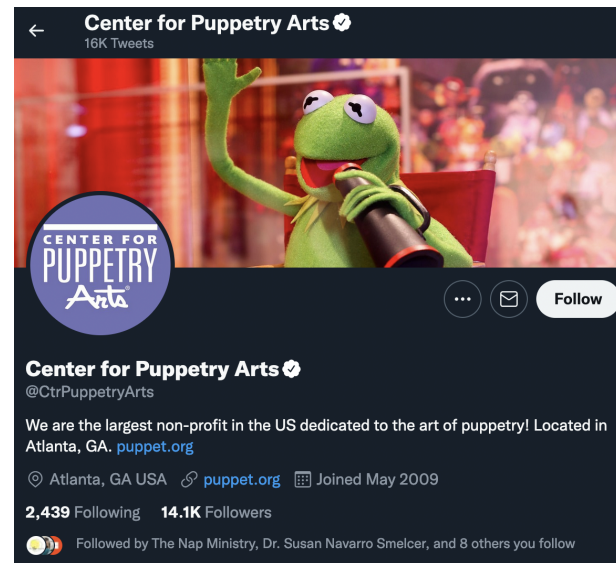 Center for Puppetry Arts
16K Tweets
CENTER FOR
PUPPETRY
Arts
Follow
Center for Puppetry Arts
@CtrPuppetryArts
We are the largest non-profit in the US dedicated to the art of puppetry! Located in
Atlanta, GA. puppet.org
Atlanta, GA USA puppet.org Joined May 2009
2,439 Following 14.1K Followers
Followed by The Nap Ministry, Dr. Susan Navarro Smelcer, and 8 others you follow